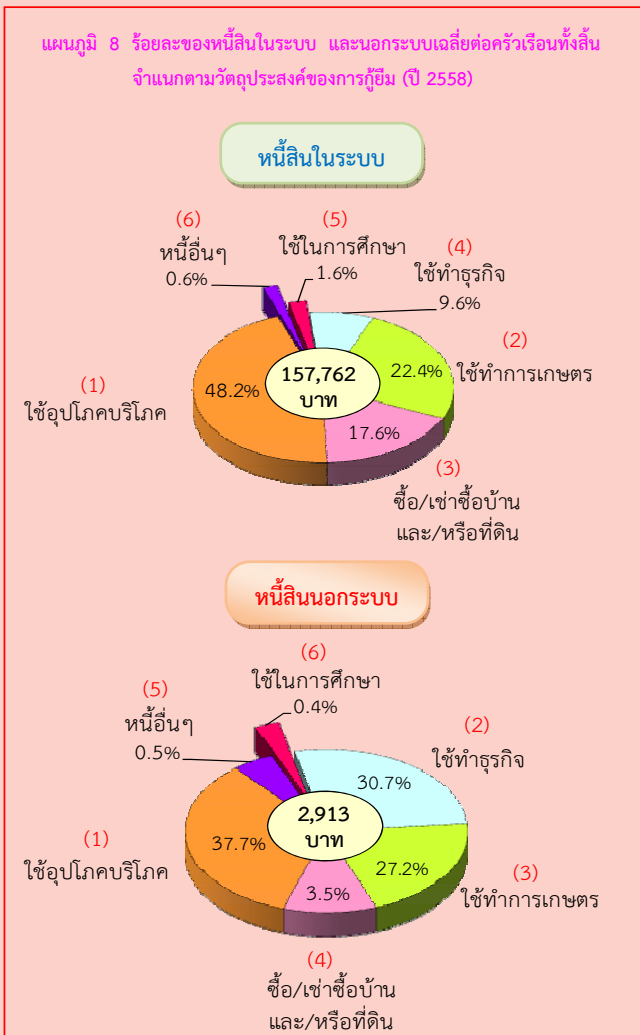 แผนภูมิ 8 ร้อยละของหนี้สินในระบบ และนอกระบบเฉลี่ยต่อครัวเรือนทั้งสิ้น
จำแนกตามวัตถุประสงค์ของการกู้ยืม (ปี 2558)
หนี้สินในระบบ
(6)
หนี้อื่นๆ
0.6%
(5)
ใช้ในการศึกษา
1.6%
(4)
ใช้ทำธุรกิจ
9.6%
(2)
ใช้ทำการเกษตร
22.4%
(1)
ใช้อุปโภคบริโภค
48.2%
157,762
บาท
17.6%
(3)
ซื้อ/เช่าซื้อบ้าน
และ/หรือที่ดิน
หนี้สินนอกระบบ
(6)
ใช้ในการศึกษา
0.4%
(5)
หนี้อื่นๆ
0.5%
(2)
ใช้ทำธุรกิจ
30.7%
(1)
ใช้อุปโภคบริโภค
37.7%
2,913
บาท
27.2%
(3)
ใช้ทำการเกษตร
3.5%
(4)
ซื้อ/เช่าซื้อบ้าน
และ/หรือที่ดิน